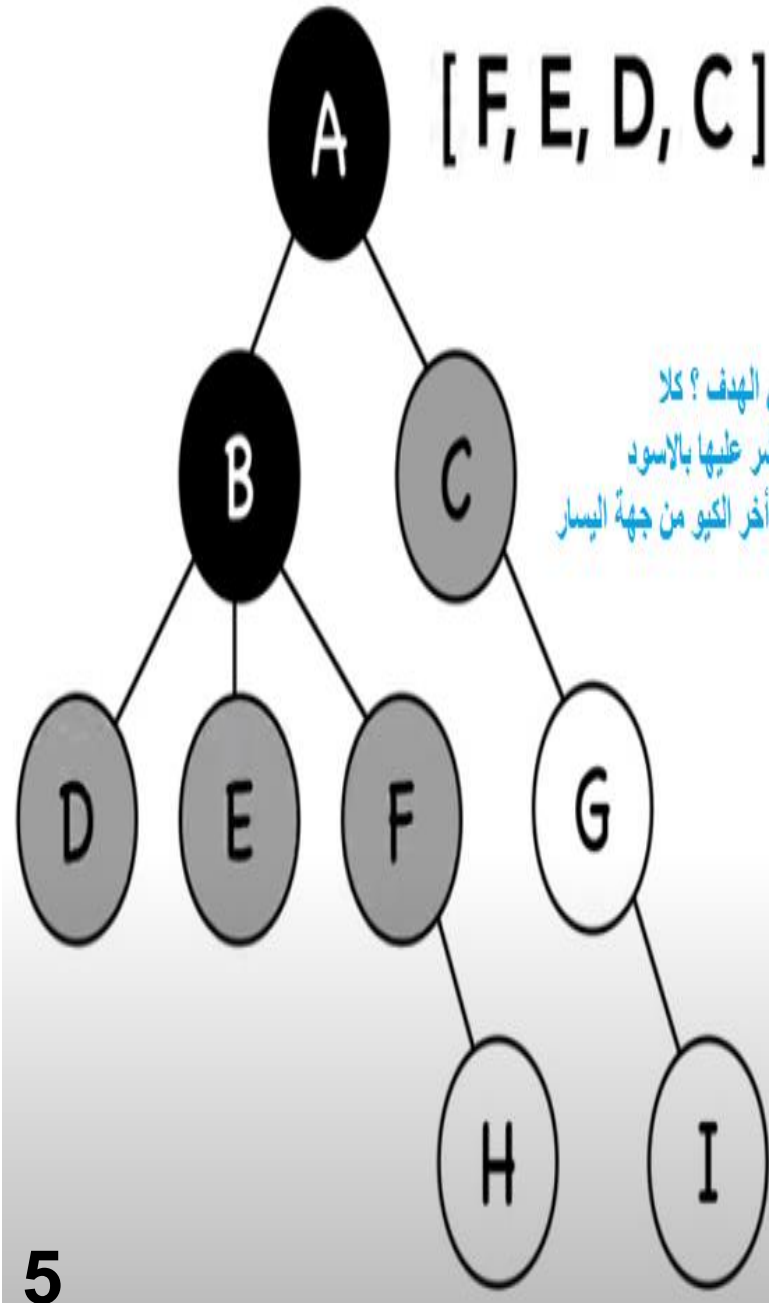 A
[ F, E, D, C ]
الهدف ؟ كلا
عليها بالاسود
أخر الكيو من جهة اليسار
B
C
D
E
F
G
H
I
5